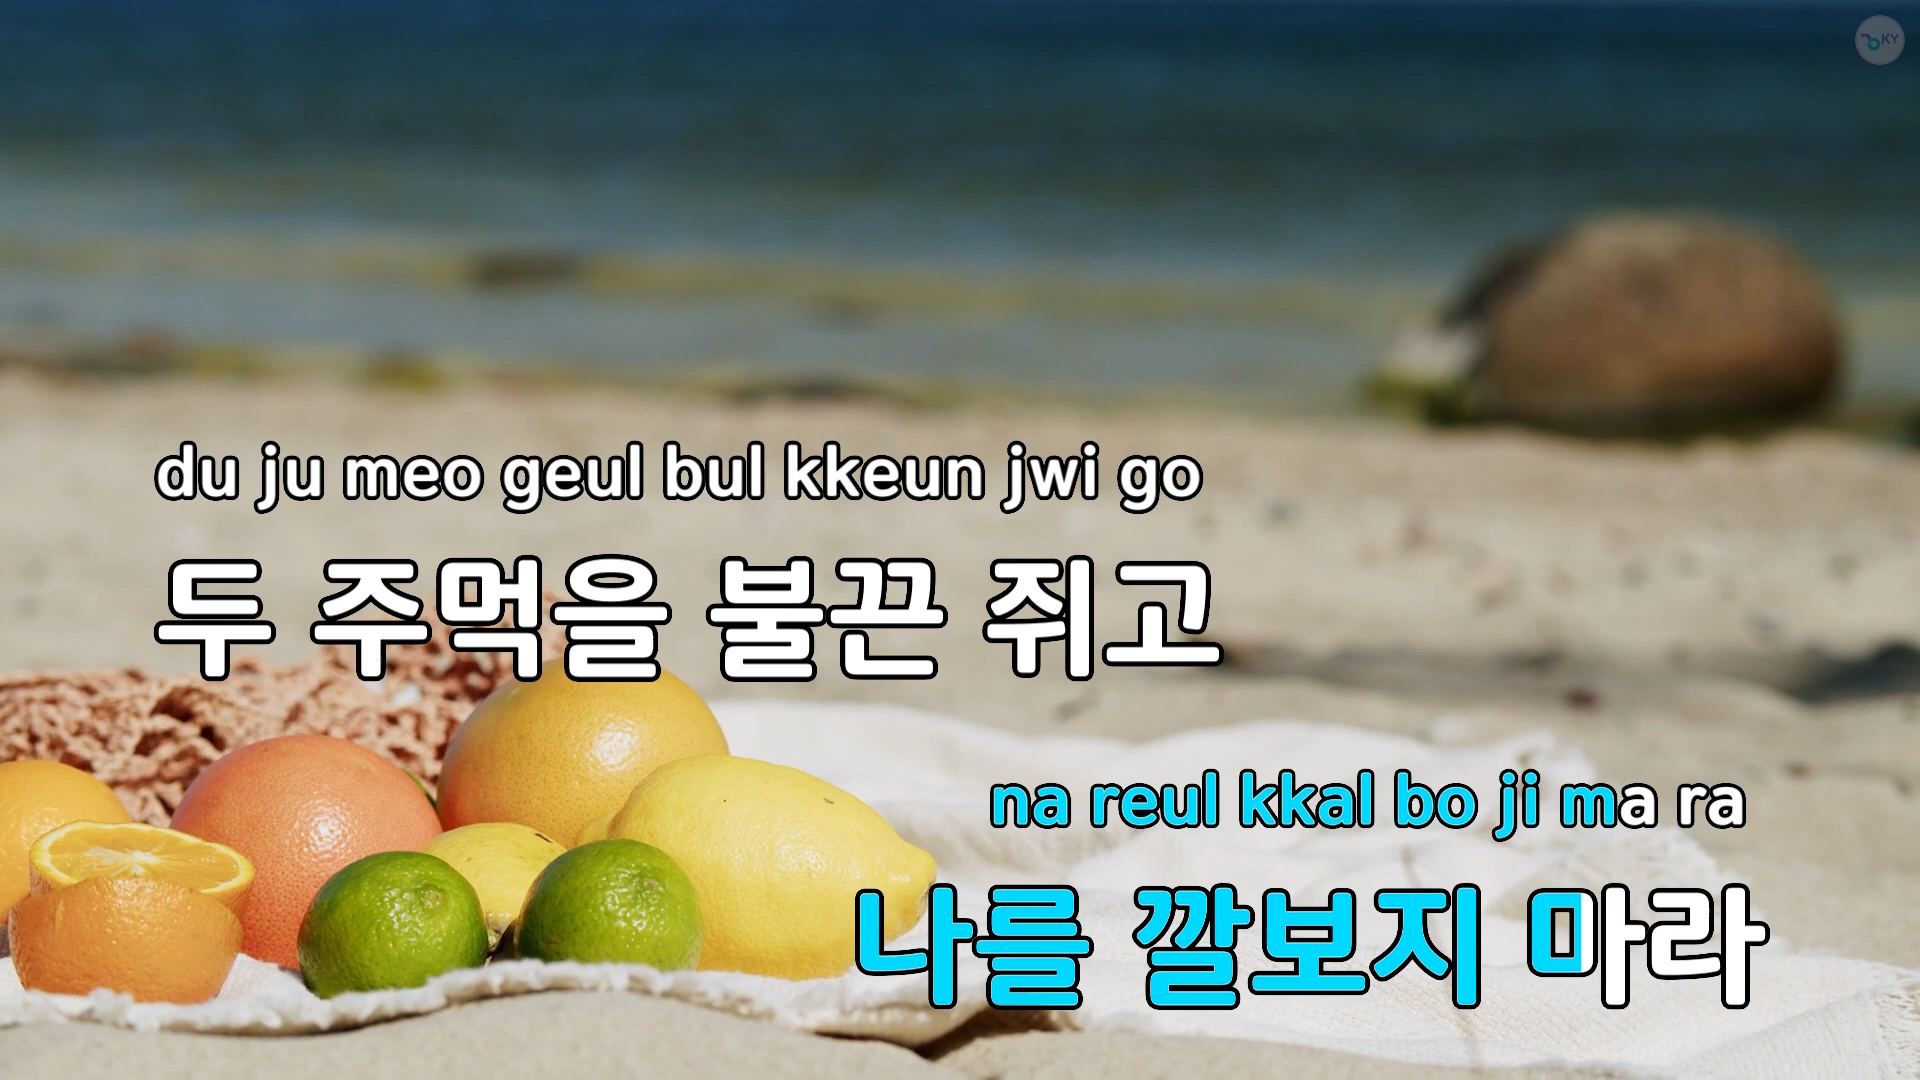 KY
du ju meo geul bul kkeun jwi go
두 주먹을 불끈 쥐고
na reul kkal bo ji ma ra
나를 깔보지 마라